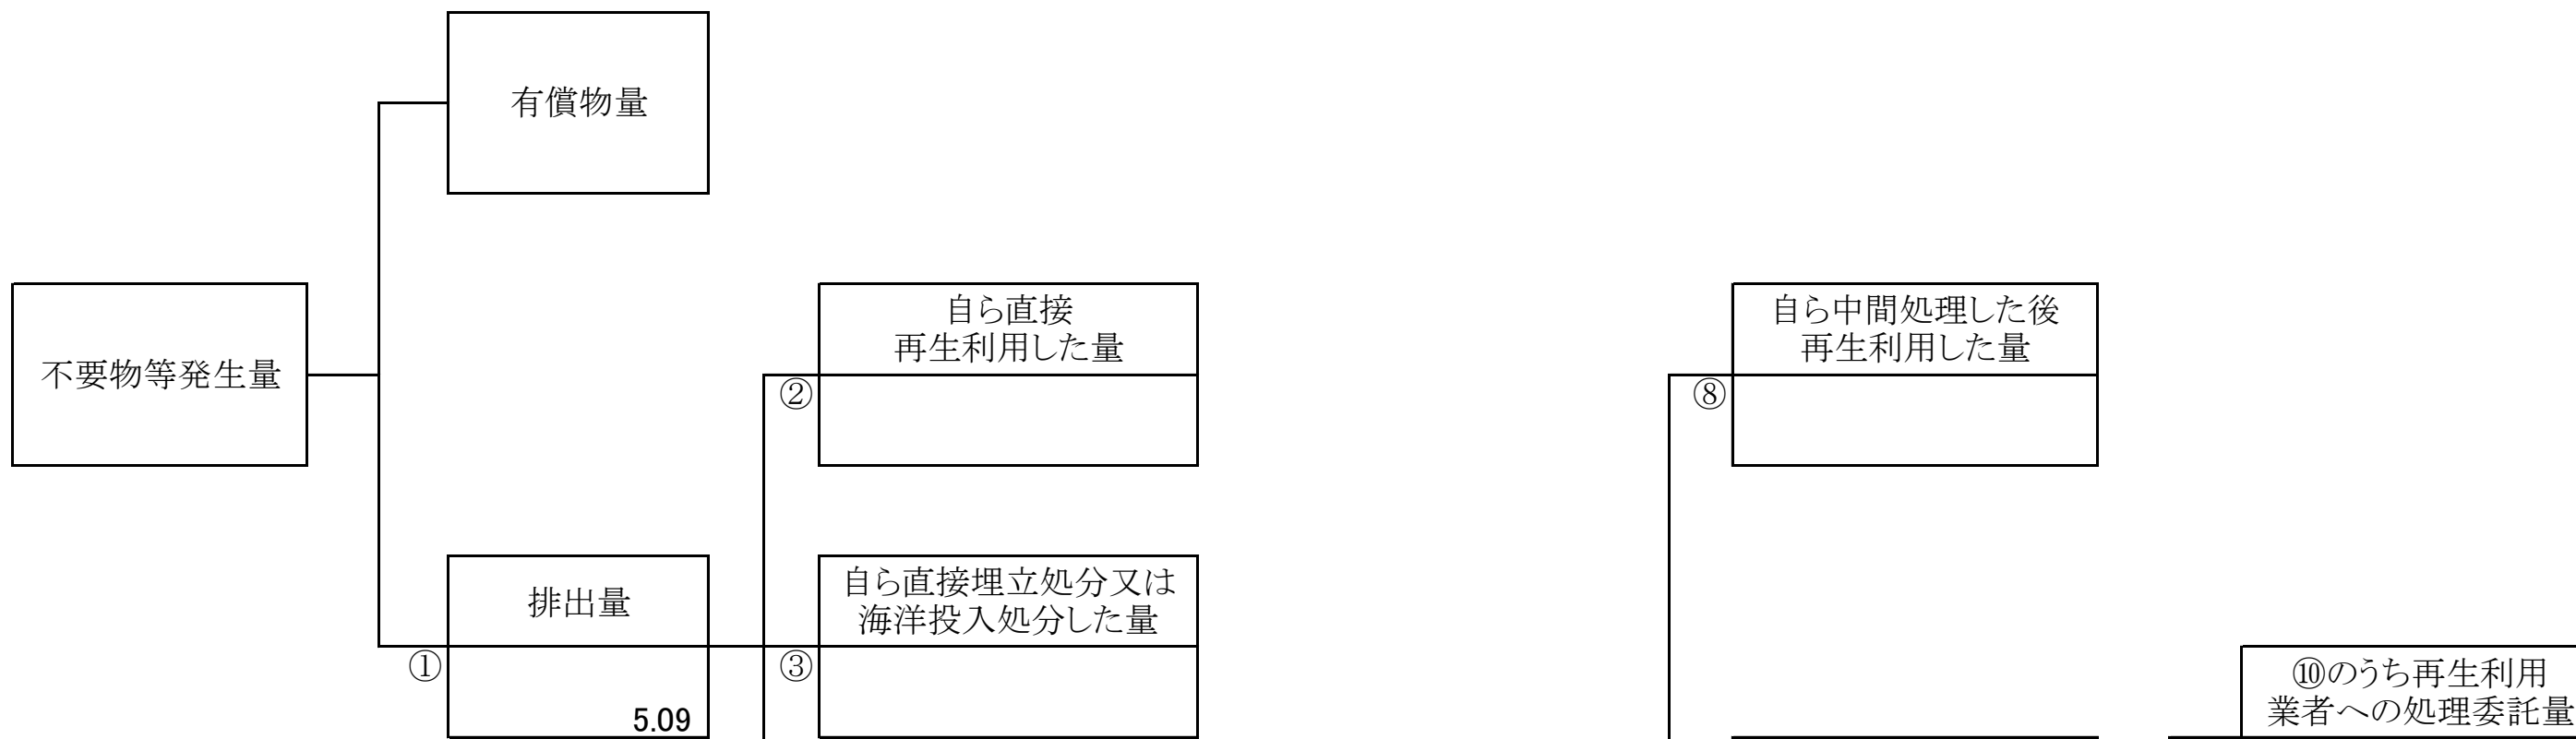 有償物量
不要物等発生量
自ら直接
再生利用した量
②
自ら中間処理した後
再生利用した量
⑧
排出量
①
5.09
自ら直接埋立処分又は
海洋投入処分した量
③
⑩のうち再生利用
業者への処理委託量